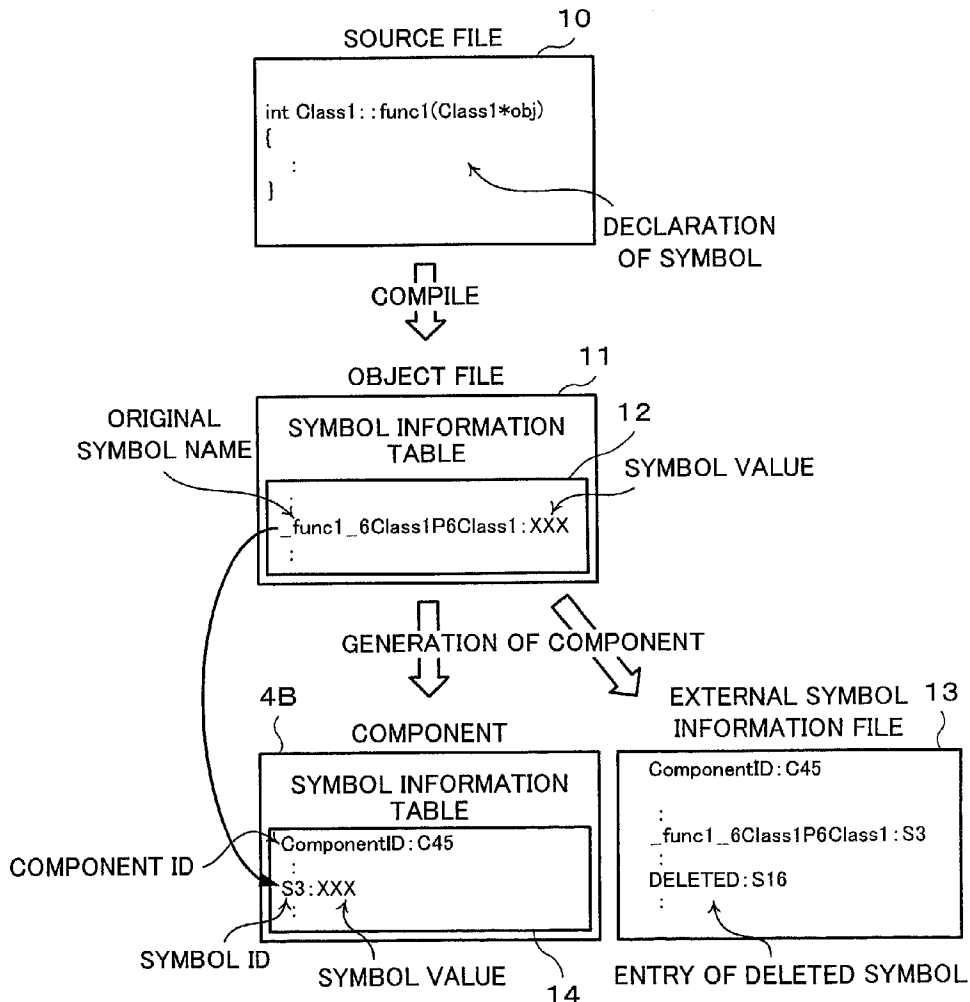 10
SOURCE FILE
int Class1::func1(Class1*obj)
{
:
}
DECLARATION
OF SYMBOL
COMPILE
11
OBJECT FILE
ORIGINAL
SYMBOL NAME
SYMBOL INFORMATION
TABLE
12
SYMBOL VALUE
:
_func1_6Class1P6Class1:XXX
:
GENERATION OF COMPONENT
4B
COMPONENT
EXTERNAL SYMBOL
INFORMATION FILE
13
SYMBOL INFORMATION
TABLE
ComponentID:C45
:
S3:XXX
:
COMPONENT ID
SYMBOL ID
SYMBOL VALUE
14
ComponentID:C45
:
_func1_6Class1P6Class1:S3
:
DELETED:S16
:
ENTRY OF DELETED SYMBOL